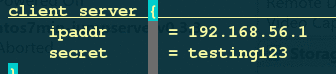 client server {
ipaddr = 192.168.56.1
secret = testing123
}